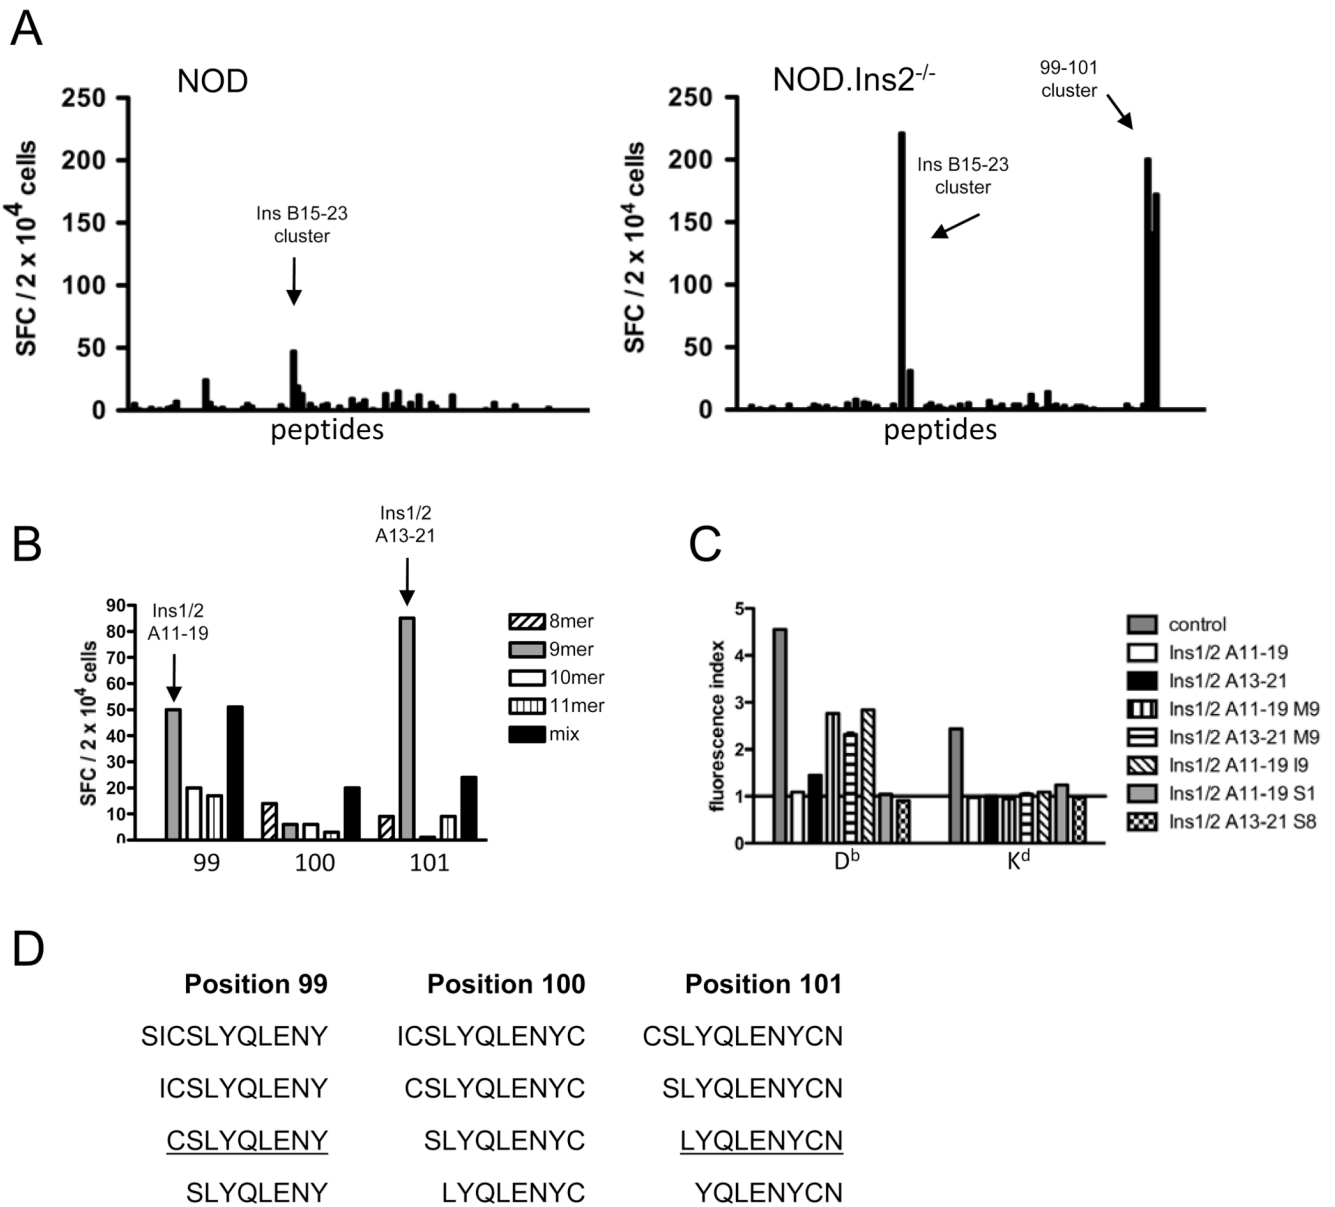 A
NOD
250
200
150
100
50
0
SFC / 2 x 10⁴ cells
Ins B15-23
cluster
peptides
NOD.Ins2⁻/⁻
250
200
150
100
50
0
SFC / 2 x 10⁴ cells
Ins B15-23
cluster
99-101
cluster
peptides
B
90
80
70
60
50
40
30
20
10
0
SFC / 2 x 10⁴ cells
Ins1/2
A11-19
Ins1/2
A13-21
99 100 101
8mer
9mer
10mer
11mer
mix
C
5
4
3
2
1
0
fluorescence index
Dᵇ Kᵈ
control
Ins1/2 A11-19
Ins1/2 A13-21
Ins1/2 A11-19 M9
Ins1/2 A13-21 M9
Ins1/2 A11-19 I9
Ins1/2 A11-19 S1
Ins1/2 A13-21 S8
D
Position 99 Position 100 Position 101
SICSLYQLENY ICSLYQLENYC CSLYQLENYCN
ICSLYQLENY CSLYQLENYC SLYQLENYCN
CSLYQLENY SLYQLENYC LYQLENYCN
SLYQLENY LYQLENYC YQLENYCN